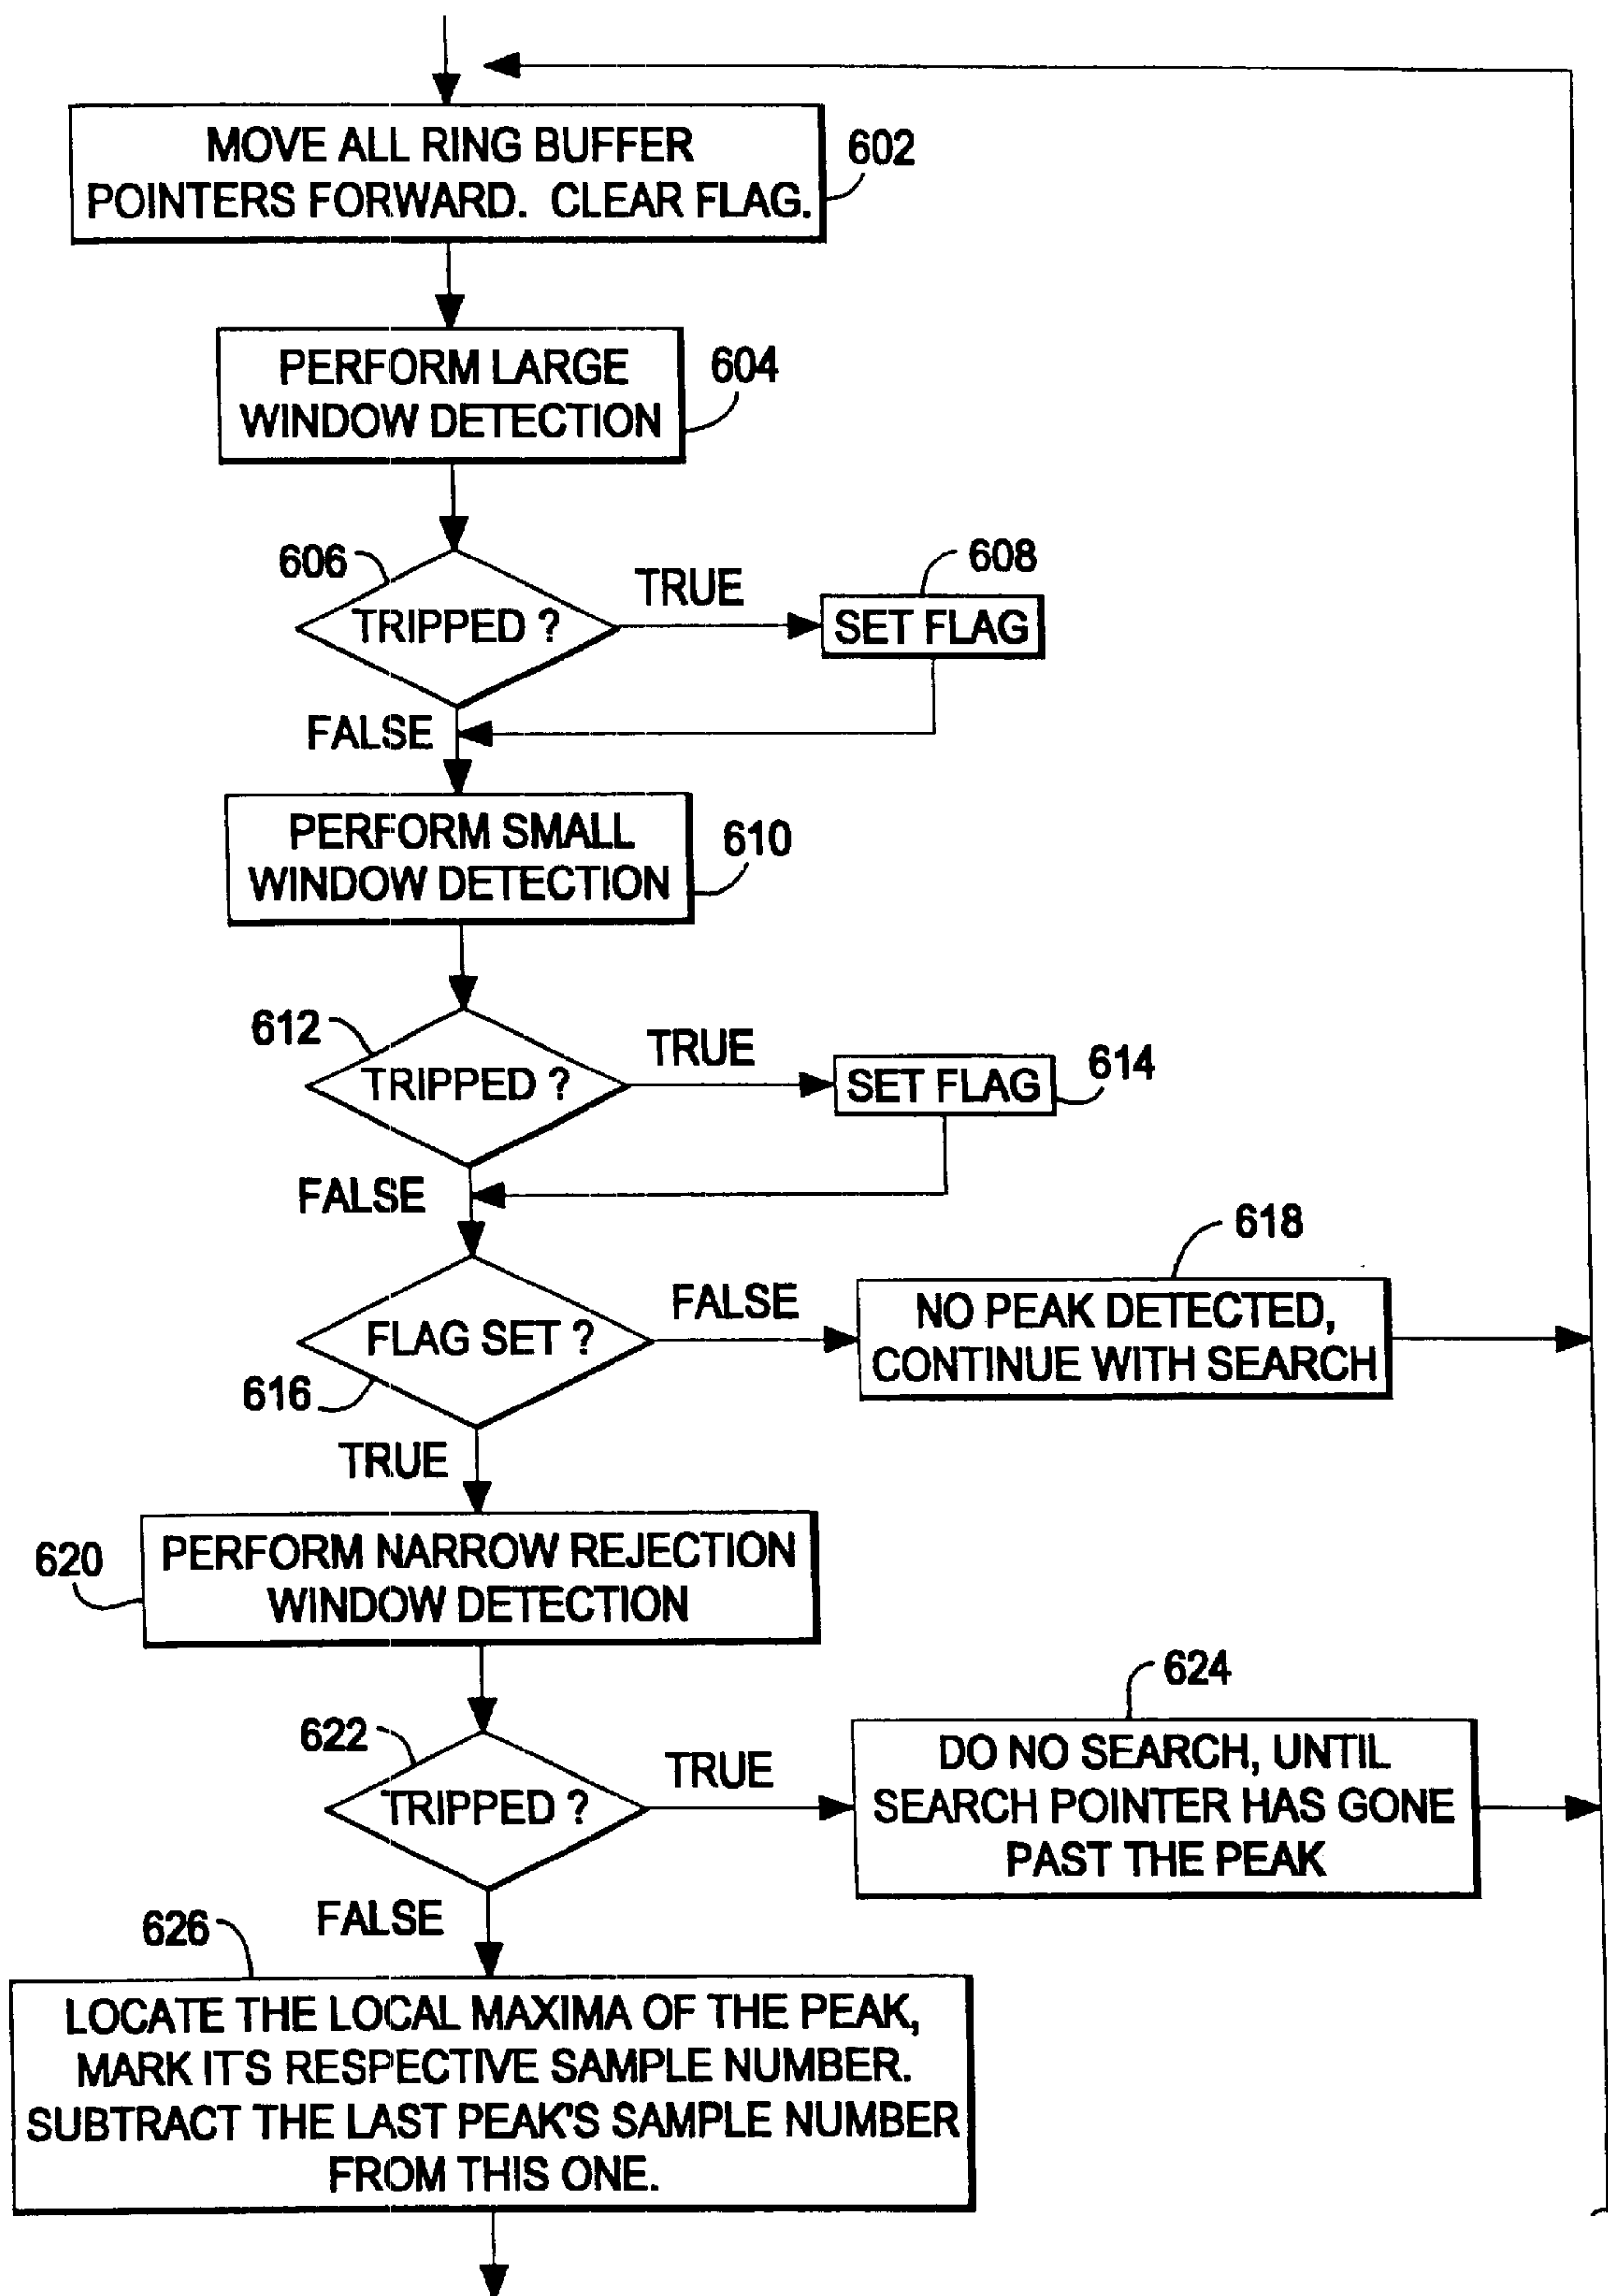 MOVE ALL RING BUFFER
POINTERS FORWARD. CLEAR FLAG.
602
PERFORM LARGE
WINDOW DETECTION
604
606
TRIPPED ?
TRUE
608
SET FLAG
FALSE
PERFORM SMALL
WINDOW DETECTION
610
612
TRIPPED ?
TRUE
SET FLAG
614
FALSE
FLAG SET ?
616
FALSE
618
NO PEAK DETECTED,
CONTINUE WITH SEARCH
TRUE
620
PERFORM NARROW REJECTION
WINDOW DETECTION
622
TRIPPED ?
TRUE
624
DO NO SEARCH, UNTIL
SEARCH POINTER HAS GONE
PAST THE PEAK
FALSE
626
LOCATE THE LOCAL MAXIMA OF THE PEAK,
MARK IT'S RESPECTIVE SAMPLE NUMBER.
SUBTRACT THE LAST PEAK'S SAMPLE NUMBER
FROM THIS ONE.